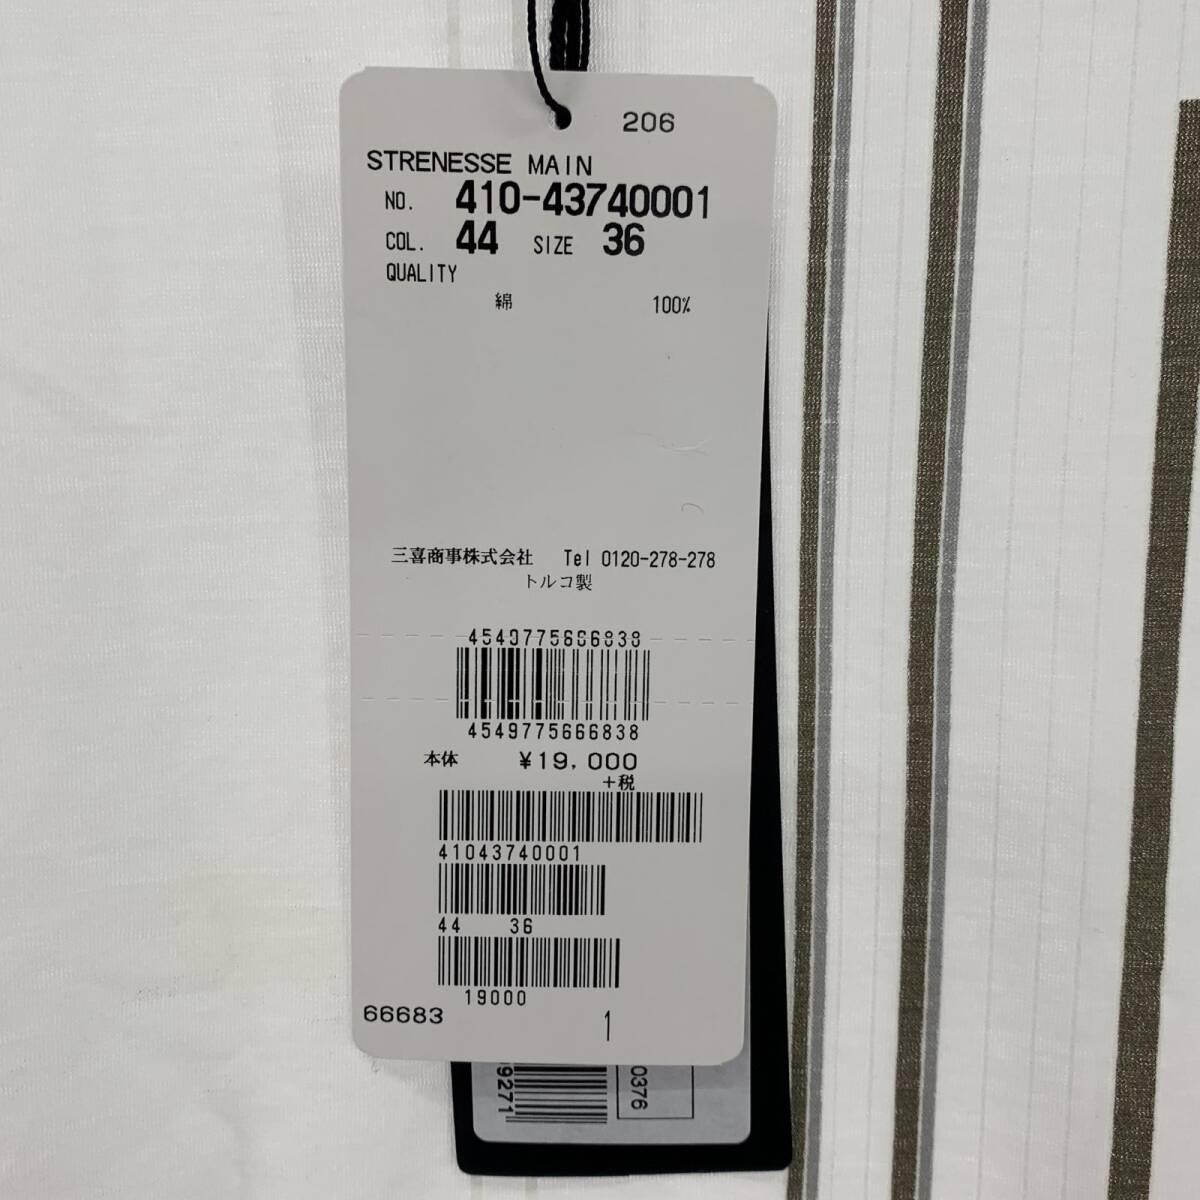 206
STRENESSE MAIN
NO. 410-43740001
COL. 44 SIZE 36
QUALITY
綿 100%
三喜商事株式会社 Tel 0120-278-278
トルコ製
4549775666838
4549775666838
本体 ¥19,000
+税
41043740001
44 36
19000
66683 1
9271
0376